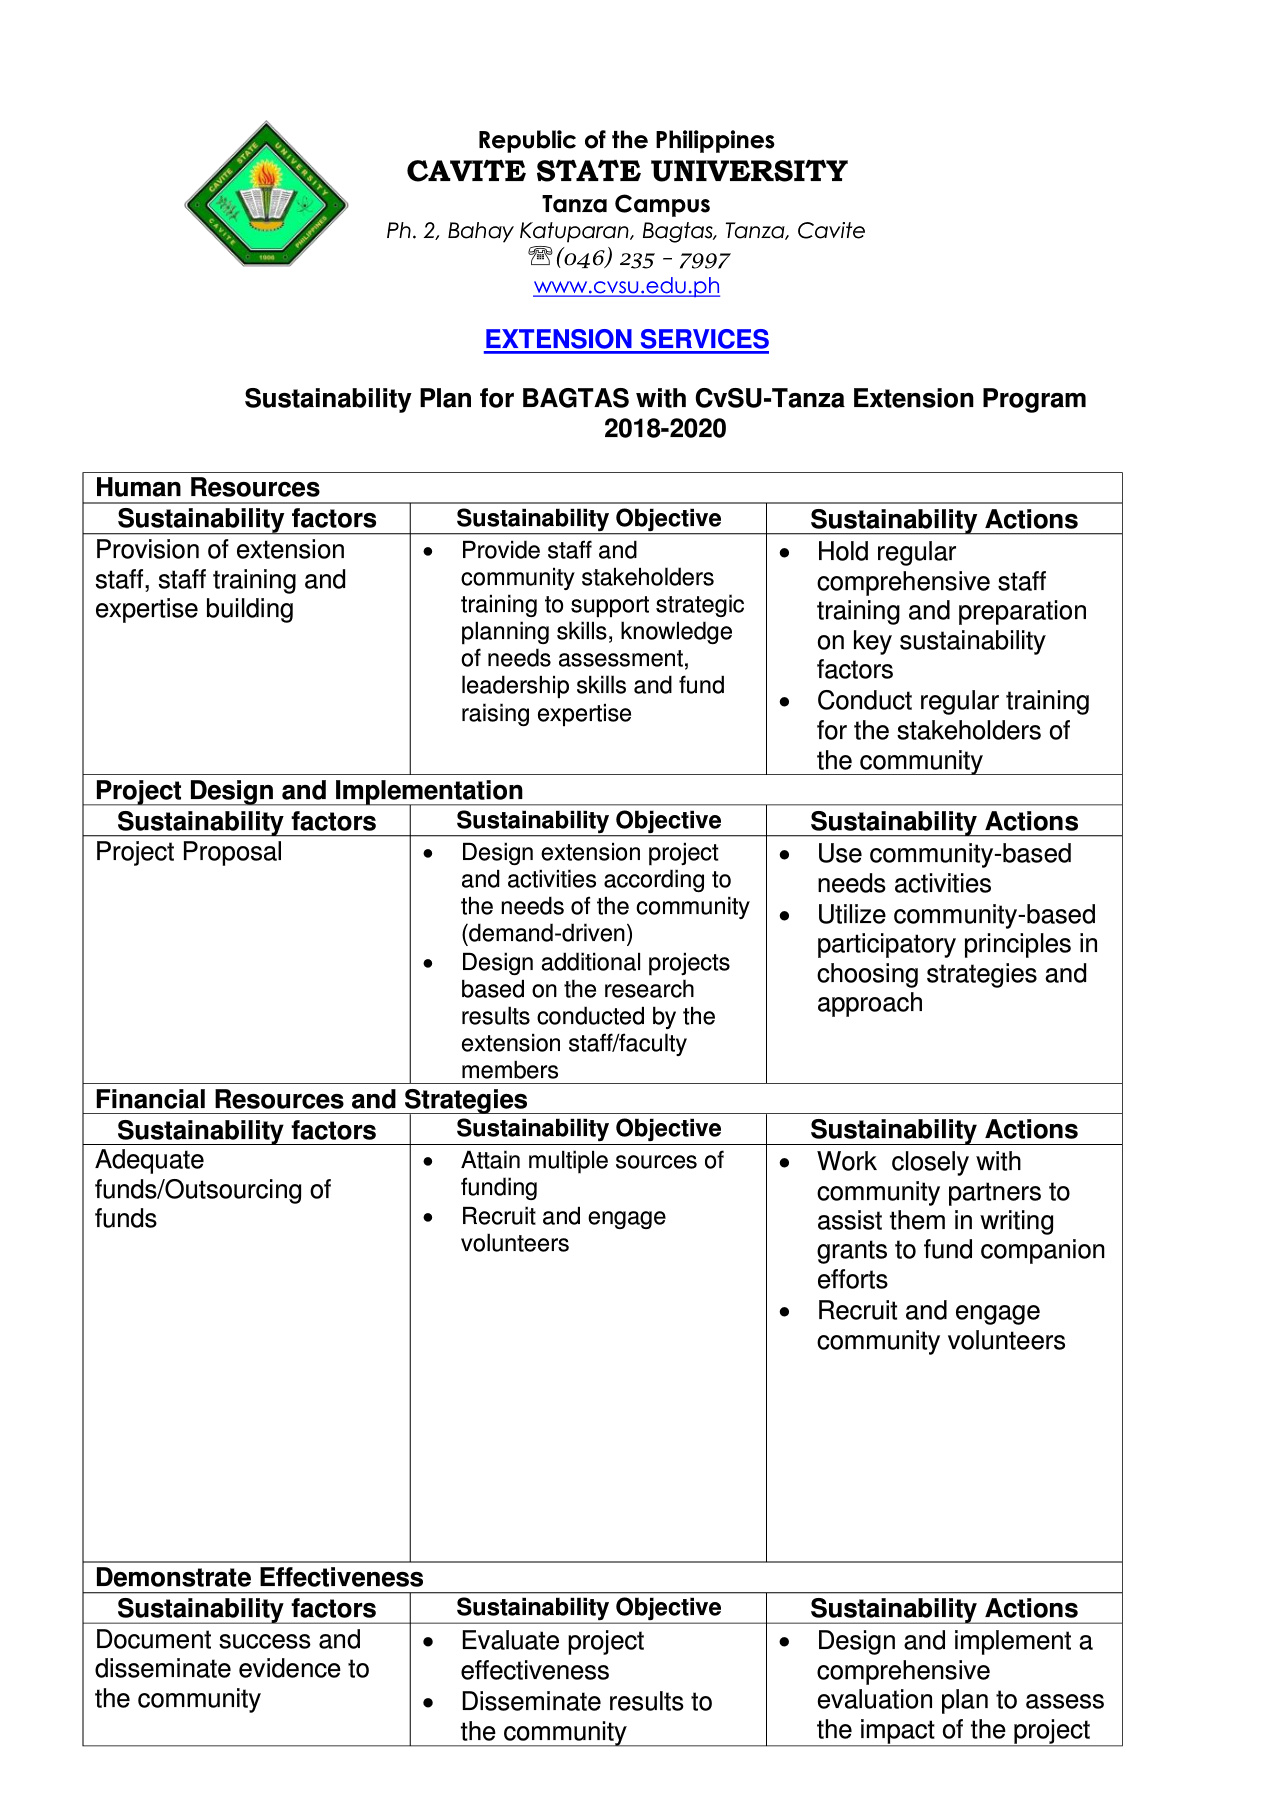 Republic of the Philippines
CAVITE STATE UNIVERSITY
Tanza Campus
Ph. 2, Bahay Katuparan, Bagtas, Tanza, Cavite
☏(046) 235 – 7997
www.cvsu.edu.ph
CAVITE STATE UNIVERSITY
CAVITE PHILIPPINES
1906
EXTENSION SERVICES
Sustainability Plan for BAGTAS with CvSU-Tanza Extension Program
2018-2020
Human Resources
Sustainability factors
Sustainability Objective
Sustainability Actions
Provision of extension
staff, staff training and
expertise building
• Provide staff and
community stakeholders
training to support strategic
planning skills, knowledge
of needs assessment,
leadership skills and fund
raising expertise
• Hold regular
comprehensive staff
training and preparation
on key sustainability
factors
• Conduct regular training
for the stakeholders of
the community
Project Design and Implementation
Sustainability factors
Sustainability Objective
Sustainability Actions
Project Proposal
• Design extension project
and activities according to
the needs of the community
(demand-driven)
• Design additional projects
based on the research
results conducted by the
extension staff/faculty
members
• Use community-based
needs activities
• Utilize community-based
participatory principles in
choosing strategies and
approach
Financial Resources and Strategies
Sustainability factors
Sustainability Objective
Sustainability Actions
Adequate
funds/Outsourcing of
funds
• Attain multiple sources of
funding
• Recruit and engage
volunteers
• Work  closely with
community partners to
assist them in writing
grants to fund companion
efforts
• Recruit and engage
community volunteers
Demonstrate Effectiveness
Sustainability factors
Sustainability Objective
Sustainability Actions
Document success and
disseminate evidence to
the community
• Evaluate project
effectiveness
• Disseminate results to
the community
• Design and implement a
comprehensive
evaluation plan to assess
the impact of the project